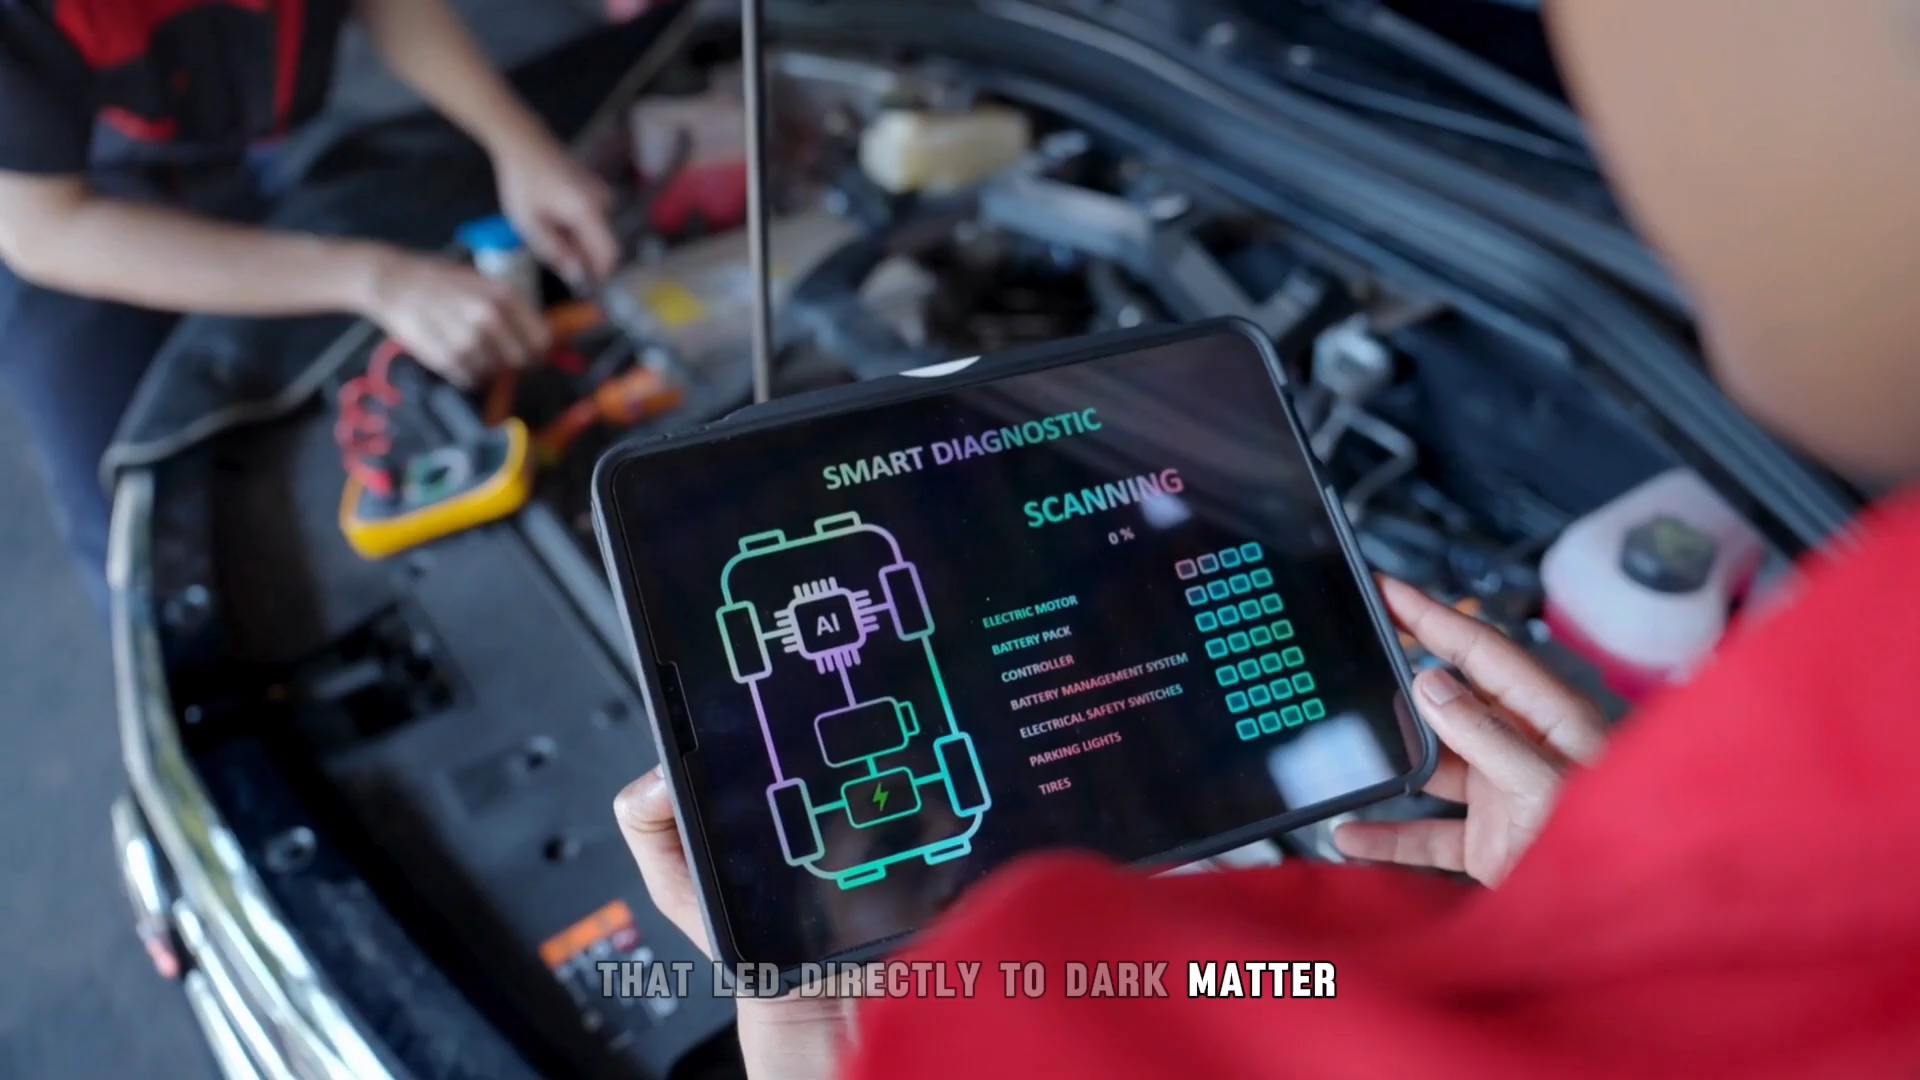 SMART DIAGNOSTIC
SCANNING
0 %
AI
ELECTRIC MOTOR
BATTERY PACK
CONTROLLER
BATTERY MANAGEMENT SYSTEM
ELECTRICAL SAFETY SWITCHES
PARKING LIGHTS
TIRES
THAT LED DIRECTLY TO DARK MATTER